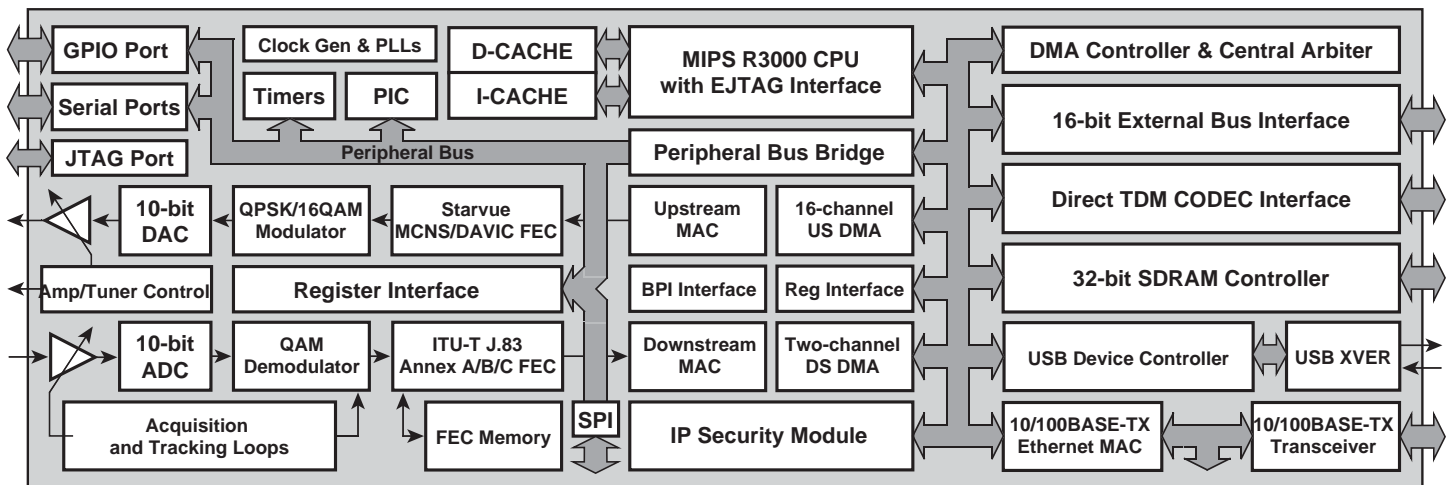 GPIO Port
Clock Gen & PLLs
D-CACHE
MIPS R3000 CPU
with EJTAG Interface
DMA Controller & Central Arbiter
Serial Ports
Timers
PIC
I-CACHE
16-bit External Bus Interface
JTAG Port
Peripheral Bus
Peripheral Bus Bridge
10-bit
DAC
QPSK/16QAM
Modulator
Starvue
MCNS/DAVIC FEC
Upstream
MAC
16-channel
US DMA
Direct TDM CODEC Interface
Amp/Tuner Control
Register Interface
BPI Interface
Reg Interface
32-bit SDRAM Controller
10-bit
ADC
QAM
Demodulator
ITU-T J.83
Annex A/B/C FEC
Downstream
MAC
Two-channel
DS DMA
USB Device Controller
USB XVER
Acquisition
and Tracking Loops
FEC Memory
SPI
IP Security Module
10/100BASE-TX
Ethernet MAC
10/100BASE-TX
Transceiver